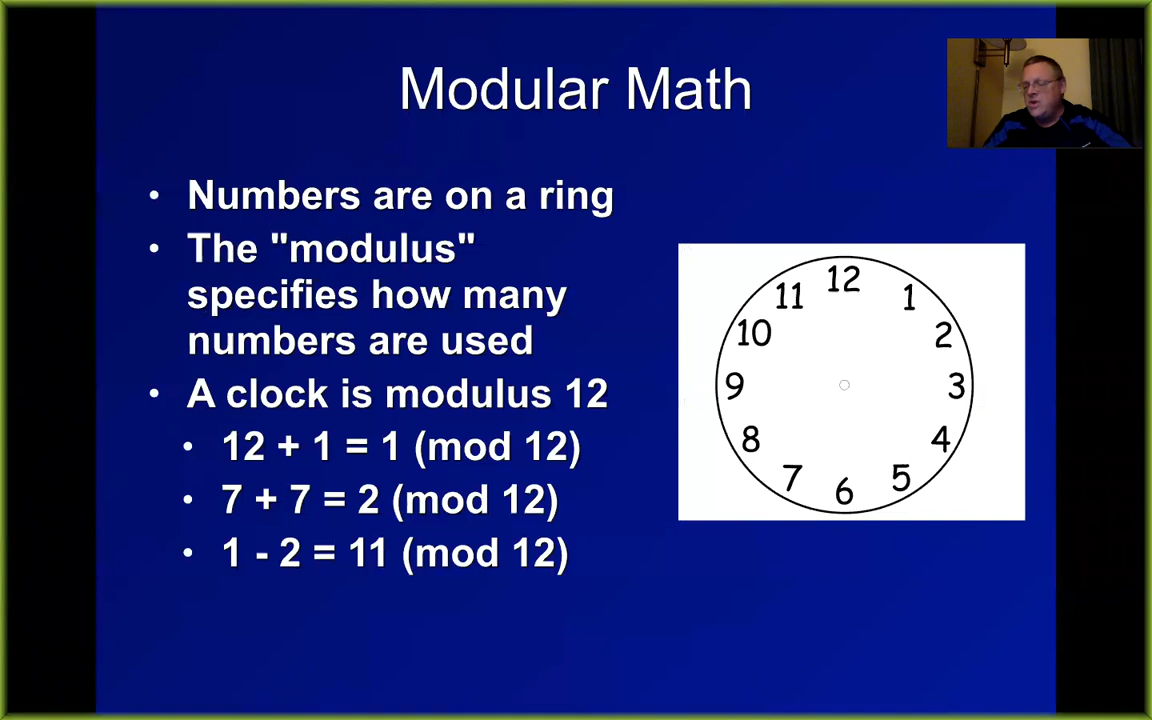 Modular Math
• Numbers are on a ring
• The "modulus"
specifies how many
numbers are used
• A clock is modulus 12
• 12 + 1 = 1 (mod 12)
• 7 + 7 = 2 (mod 12)
• 1 - 2 = 11 (mod 12)
12
11 1
10 2
9 3
8 4
7 5
6